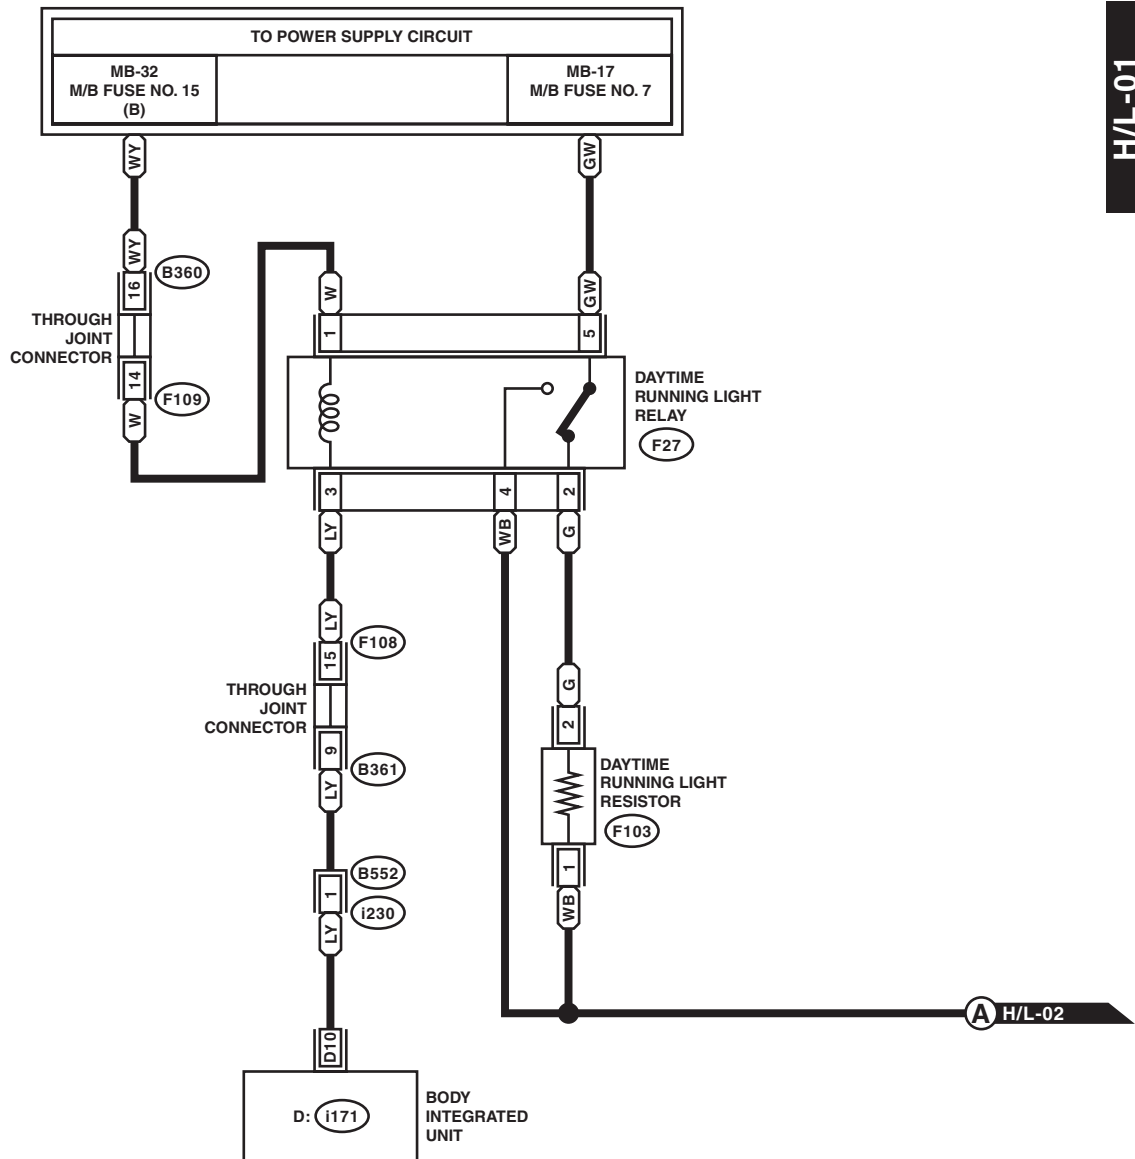 TO POWER SUPPLY CIRCUIT
MB-32
M/B FUSE NO. 15
(B)
MB-17
M/B FUSE NO. 7
H/L-01
WY
GW
WY
B360
16
THROUGH
JOINT
CONNECTOR
14
F109
W
W
GW
1
5
DAYTIME
RUNNING LIGHT
RELAY
F27
3
4
2
LY
WB
G
LY
F108
15
THROUGH
JOINT
CONNECTOR
9
B361
LY
G
2
DAYTIME
RUNNING LIGHT
RESISTOR
F103
1
WB
B552
1
i230
LY
A H/L-02
D10
D: i171
BODY
INTEGRATED
UNIT